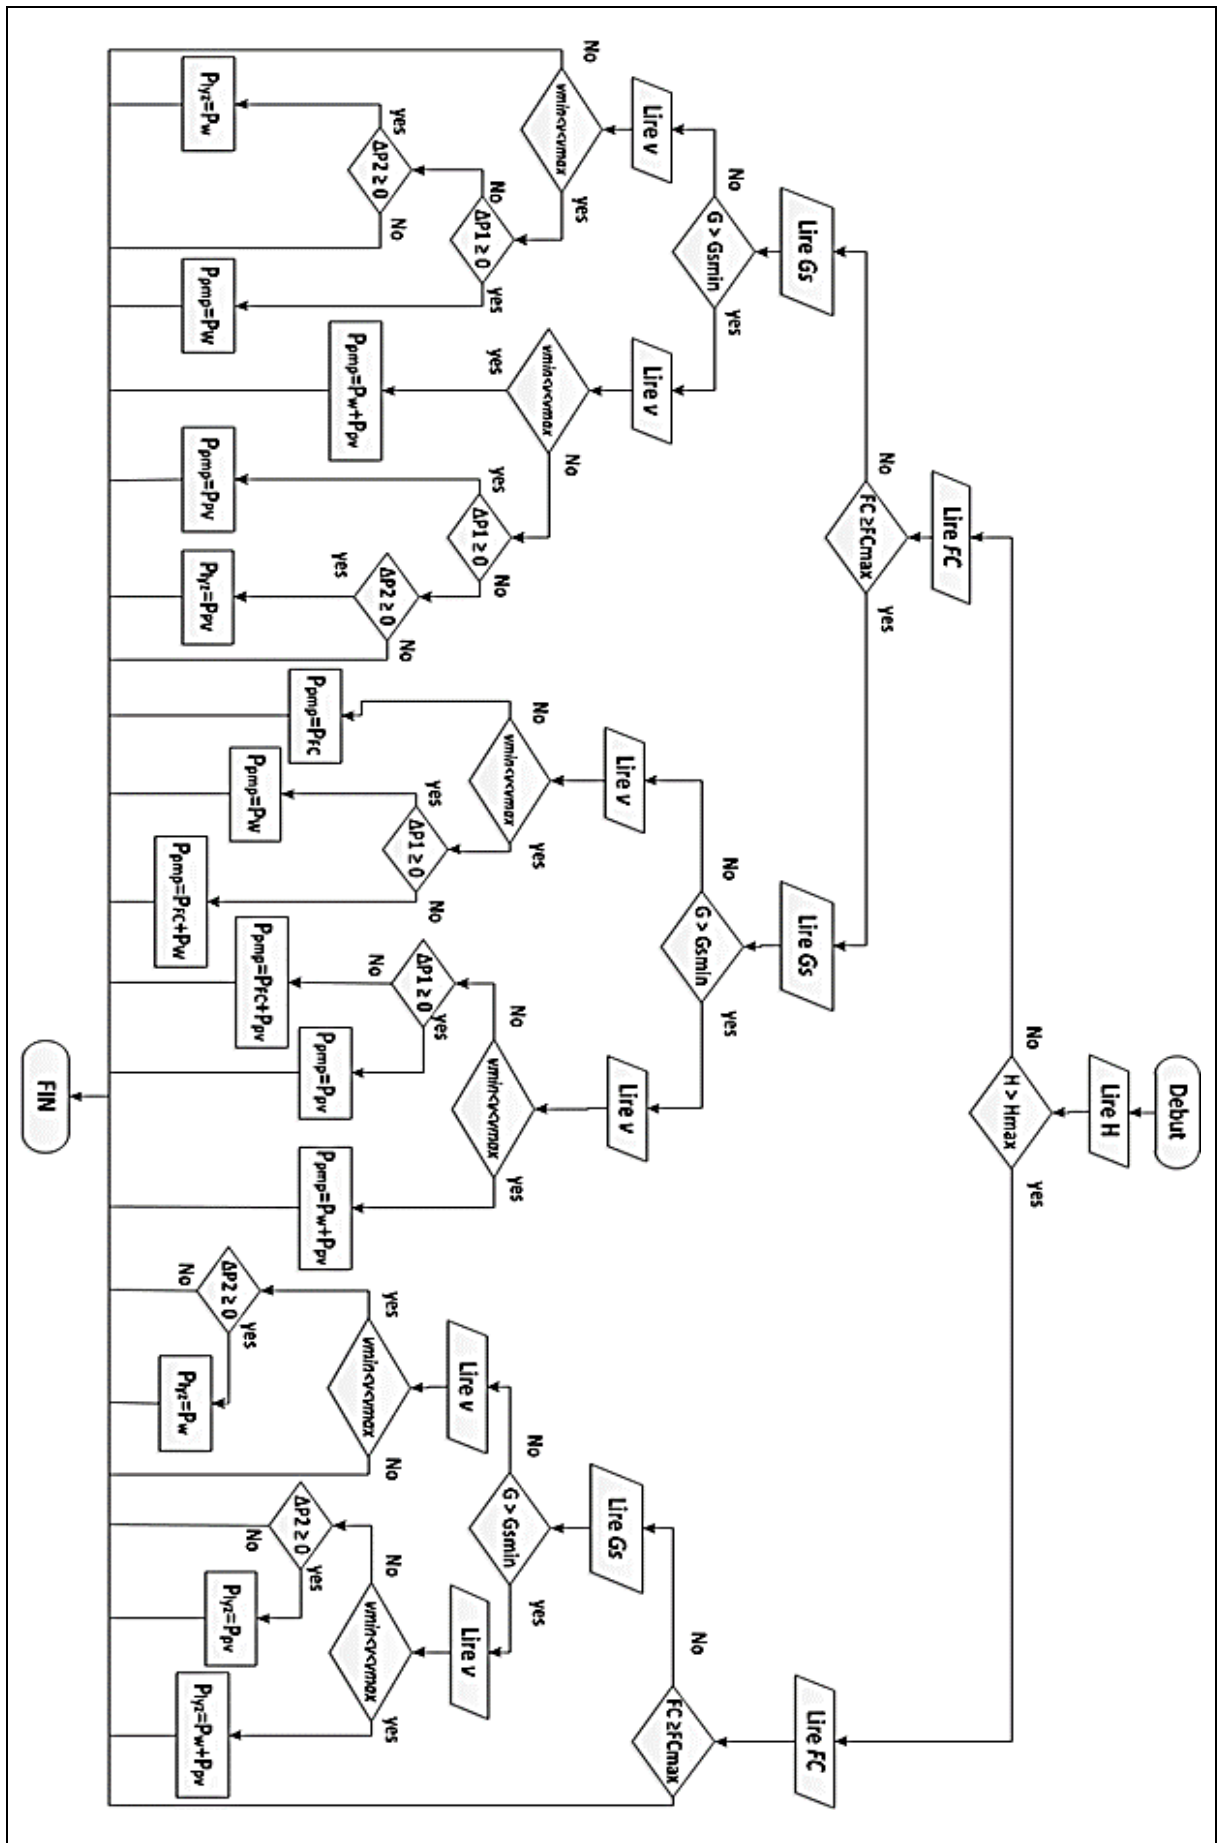 Debut
Lire H
No
yes
H > Hmax
Lire FC
No
yes
FC ≥FCmax
Lire Gs
Lire Gs
Lire FC
No
yes
G > Gsmin
No
yes
G > Gsmin
No
FC ≥FCmax
Lire v
Lire v
Lire v
Lire v
Lire Gs
No
vmin<v<vmax
yes
vmin<v<vmax
No
No
vmin<v<vmax
yes
No
vmin<v<vmax
yes
No
G > Gsmin
yes
No
ΔP1 ≥ 0
yes
yes
yes
ΔP1 ≥ 0
No
Lire v
Lire v
yes
ΔP1 ≥ 0
No
No
ΔP1 ≥ 0
yes
yes
vmin<v<vmax
No
No
vmin<v<vmax
yes
yes
ΔP2 ≥ 0
No
Ppmp=Pw+Ppv
yes
ΔP2 ≥ 0
No
Ppmp=PFC
Ppmp=Ppv
Ppmp=Pw+Ppv
ΔP2 ≥ 0
No
yes
Ppmp=PW
Ppmp=PFC+Ppv
No
ΔP2 ≥ 0
yes
Plyz=Ppv
Plyz=Pw
Ppmp=PW
Ppmp=PPV
Plyz=PPV
Ppmp=PFC+PW
Plyz=Pw
Plyz=Pw+Ppv
FIN